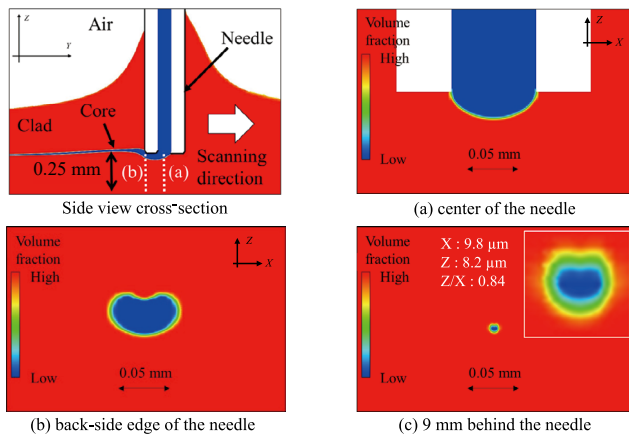 Z
Y
Air
Needle
Clad
Core
0.25 mm
(b)
(a)
Scanning
direction
Side view cross-section
Volume
fraction
High
Low
Z
X
0.05 mm
(a) center of the needle
Volume
fraction
High
Low
Z
X
0.05 mm
(b) back-side edge of the needle
Volume
fraction
High
Low
X : 9.8 µm
Z : 8.2 µm
Z/X : 0.84
0.05 mm
(c) 9 mm behind the needle